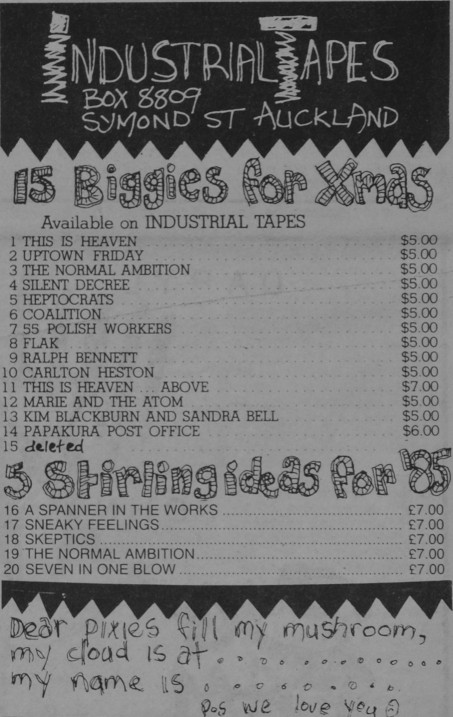 INDUSTRIAL TAPES
BOX 8809
SYMOND ST AUCKLAND
15 Biggies for Xmas
Available on INDUSTRIAL TAPES
1 THIS IS HEAVEN $5.00
2 UPTOWN FRIDAY $5.00
3 THE NORMAL AMBITION $5.00
4 SILENT DECREE $5.00
5 HEPTOCRATS $5.00
6 COALITION $5.00
7 55 POLISH WORKERS $5.00
8 FLAK $5.00
9 RALPH BENNETT $5.00
10 CARLTON HESTON $5.00
11 THIS IS HEAVEN ... ABOVE $7.00
12 MARIE AND THE ATOM $5.00
13 KIM BLACKBURN AND SANDRA BELL $5.00
14 PAPAKURA POST OFFICE $6.00
15 deleted
5 Stirling ideas for '85
16 A SPANNER IN THE WORKS £7.00
17 SNEAKY FEELINGS £7.00
18 SKEPTICS £7.00
19 THE NORMAL AMBITION £7.00
20 SEVEN IN ONE BLOW £7.00
Dear pixies fill my mushroom,
my cloud is at . . . . . . . . . . . . . .
my name is . . . . . . . . . .
P.S we love you